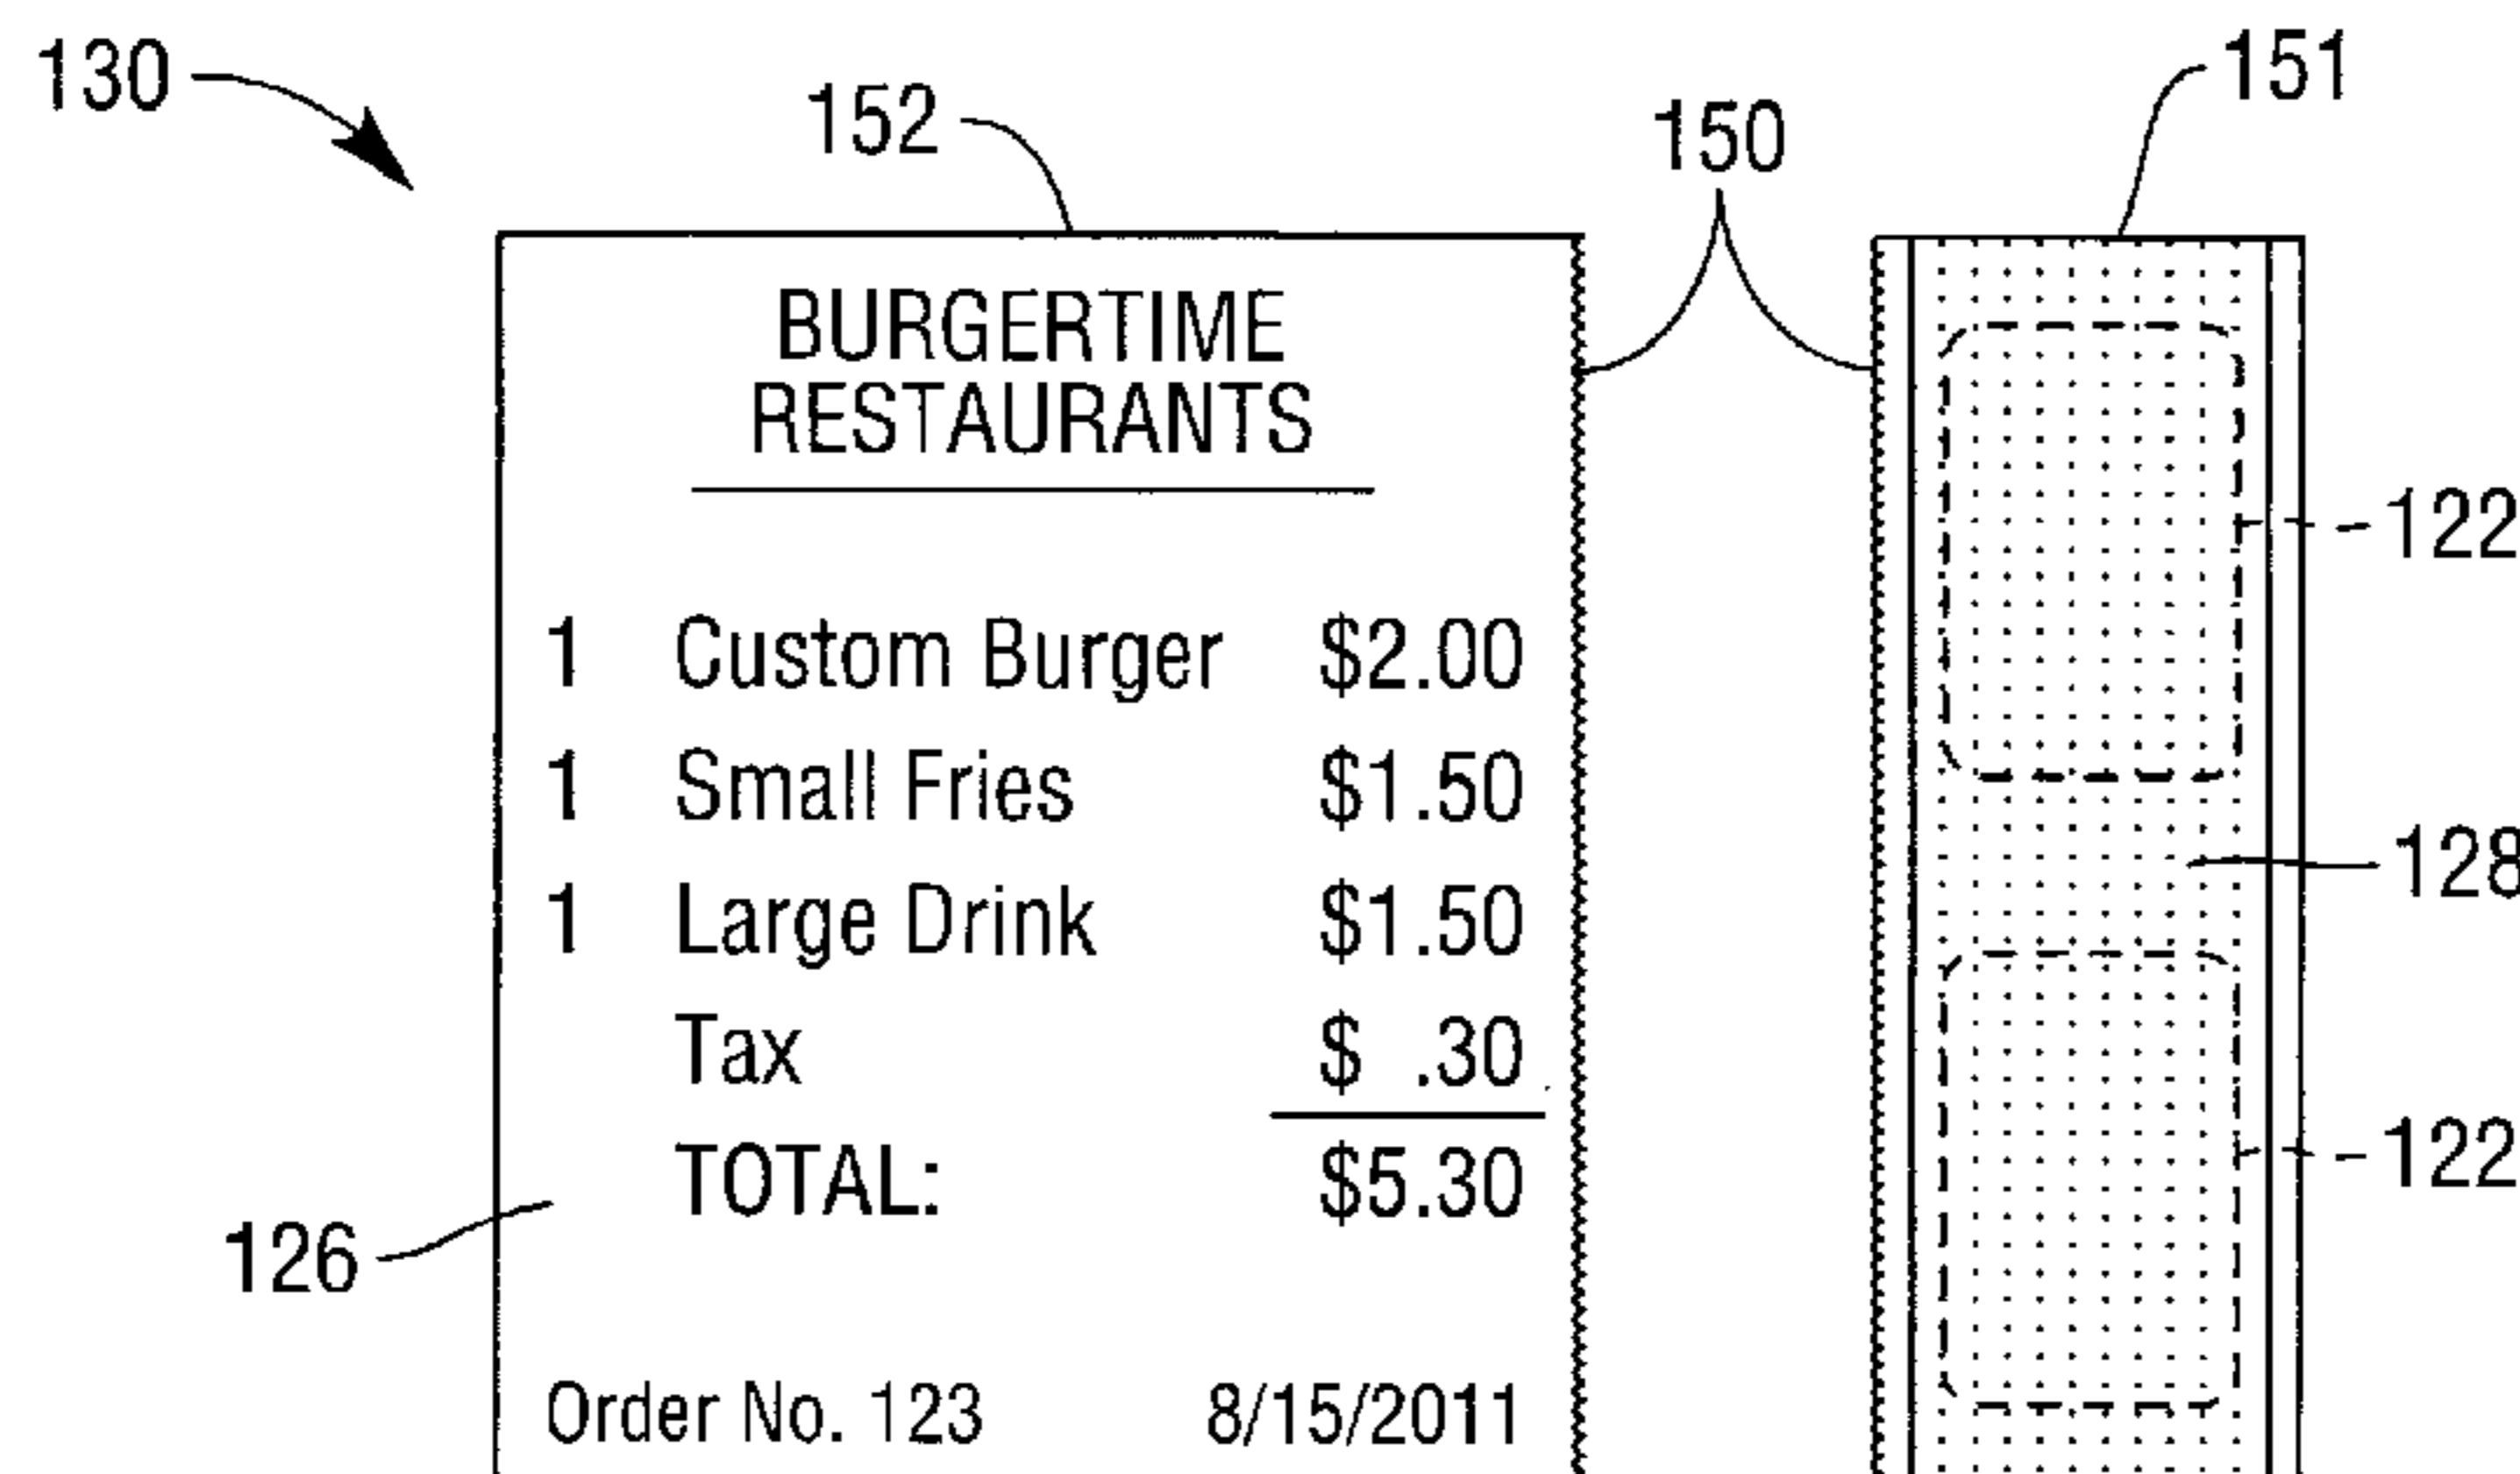 130
152
150
151
BURGERTIME
RESTAURANTS
122
1 Custom Burger $2.00
1 Small Fries $1.50
128
1 Large Drink $1.50
Tax $ .30
TOTAL: $5.30
122
126
Order No. 123 8/15/2011